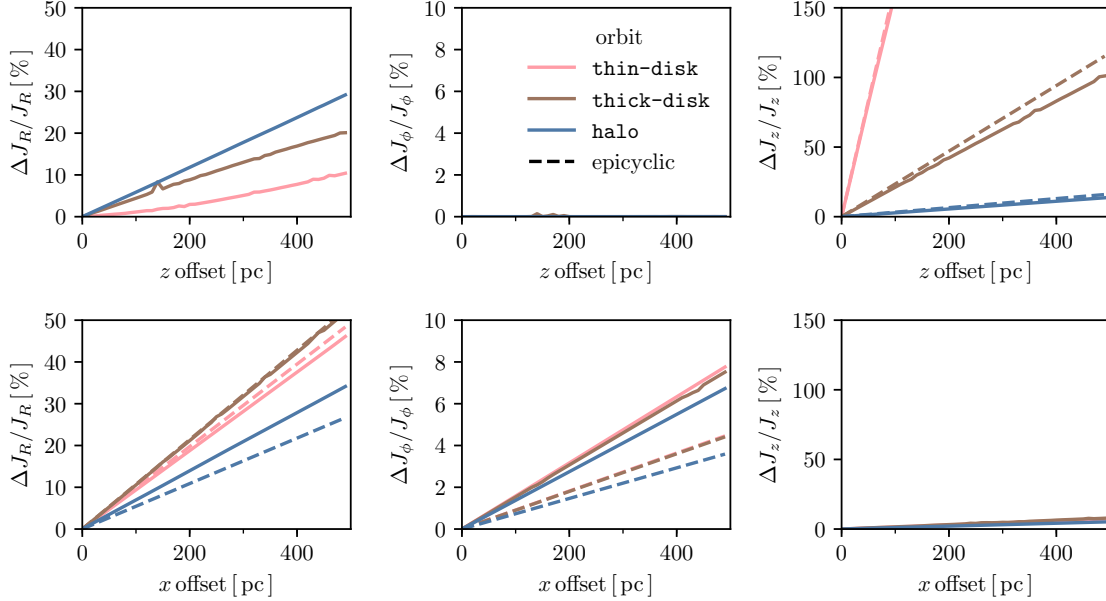 50
40
30
20
10
0
ΔJ_R/J_R [%]
0 200 400
z offset [pc]
10
8
6
4
2
0
ΔJ_ϕ/J_ϕ [%]
orbit
thin-disk
thick-disk
halo
epicyclic
0 200 400
z offset [pc]
150
100
50
0
ΔJ_z/J_z [%]
0 200 400
z offset [pc]
50
40
30
20
10
0
ΔJ_R/J_R [%]
0 200 400
x offset [pc]
10
8
6
4
2
0
ΔJ_ϕ/J_ϕ [%]
0 200 400
x offset [pc]
150
100
50
0
ΔJ_z/J_z [%]
0 200 400
x offset [pc]